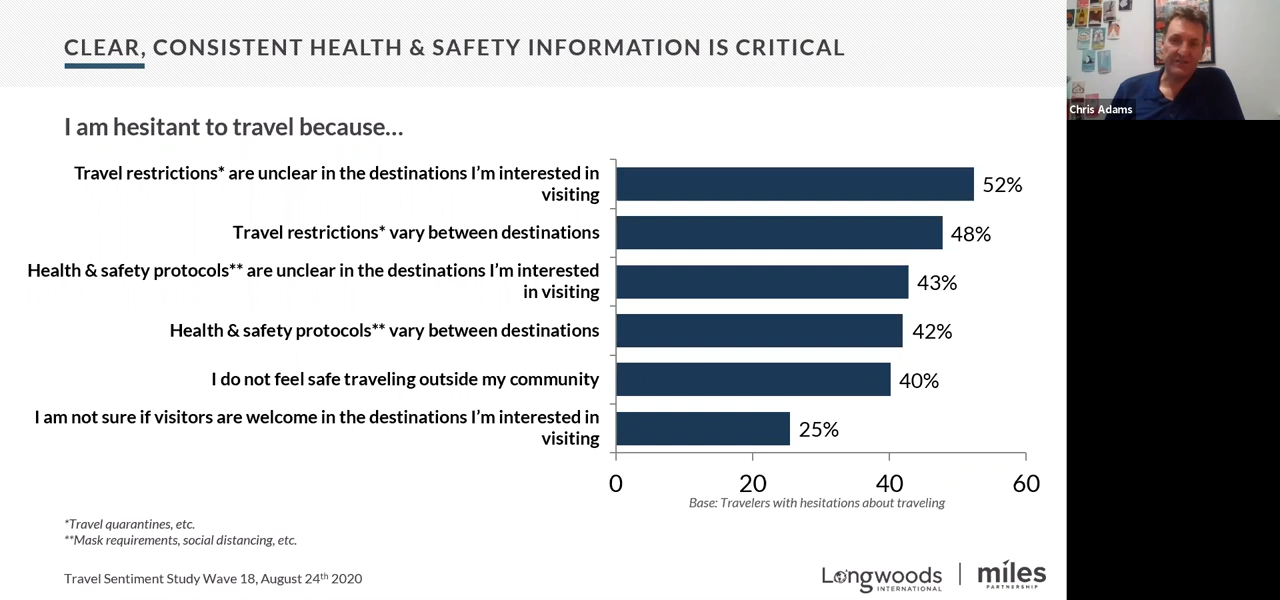 CLEAR, CONSISTENT HEALTH & SAFETY INFORMATION IS CRITICAL
Chris Adams
I am hesitant to travel because...
Travel restrictions* are unclear in the destinations I'm interested in
visiting
52%
Travel restrictions* vary between destinations
48%
Health & safety protocols** are unclear in the destinations I'm interested
in visiting
43%
Health & safety protocols** vary between destinations
42%
I do not feel safe traveling outside my community
40%
I am not sure if visitors are welcome in the destinations I'm interested in
visiting
25%
0 20 40 60
Base: Travelers with hesitations about traveling
*Travel quarantines, etc.
**Mask requirements, social distancing, etc.
Travel Sentiment Study Wave 18, August 24th 2020
Longwoods
INTERNATIONAL
miles
PARTNERSHIP